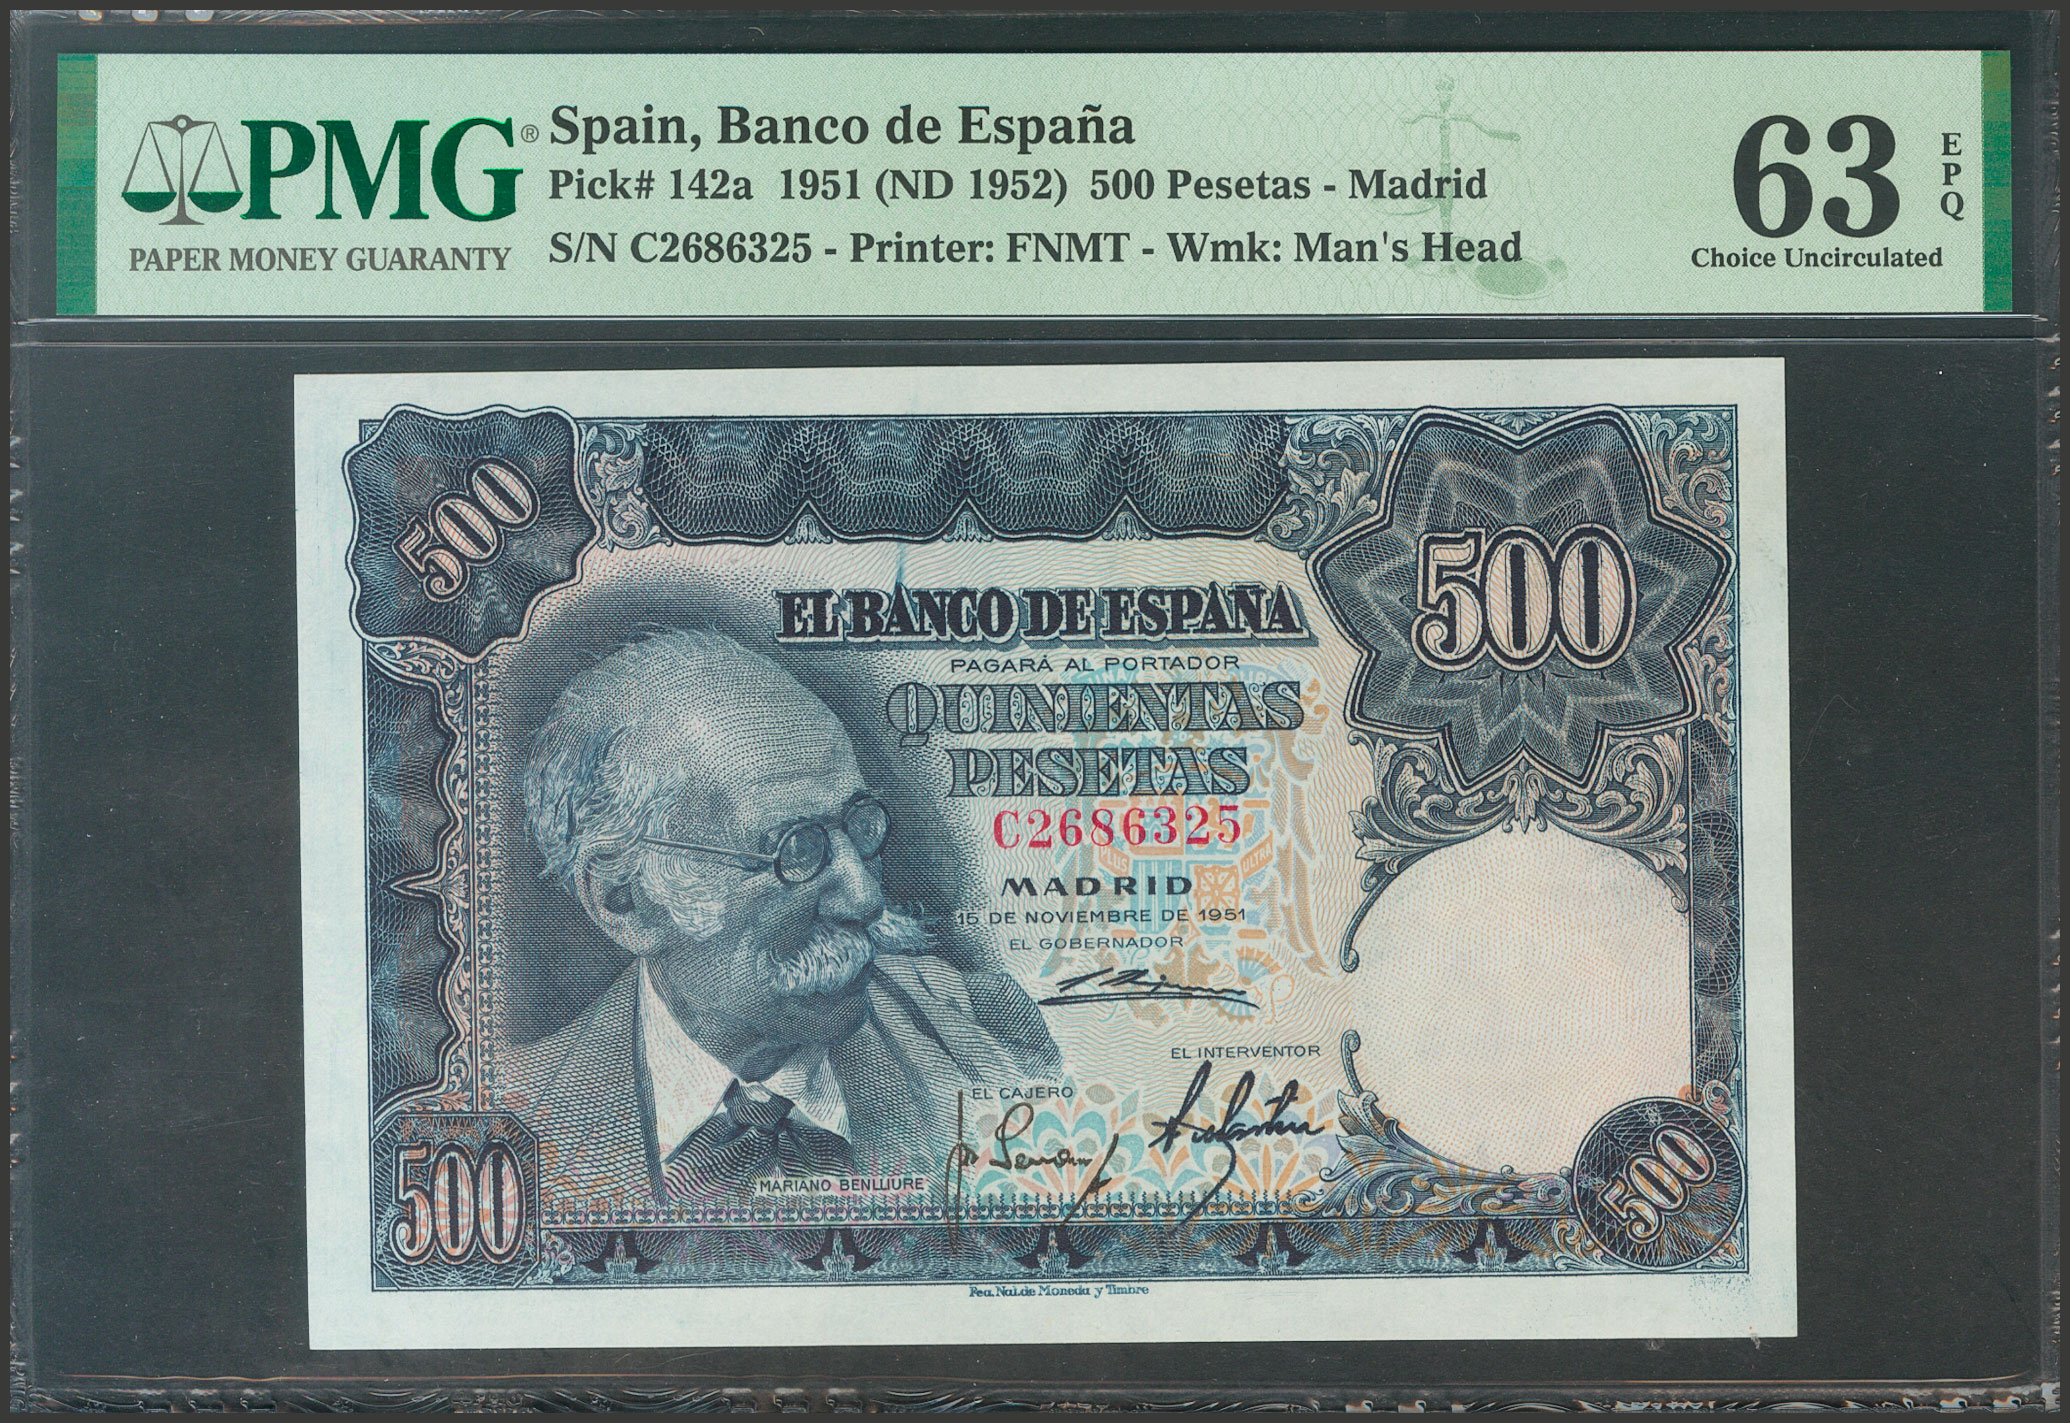 PMG®
PAPER MONEY GUARANTY
Spain, Banco de España
Pick# 142a 1951 (ND 1952) 500 Pesetas - Madrid
S/N C2686325 - Printer: FNMT - Wmk: Man's Head
63
EPQ
Choice Uncirculated
500
500
EL BANCO DE ESPAÑA
PAGARÁ AL PORTADOR
QUINIENTAS
PESETAS
C2686325
PLUS ULTRA
MADRID
15 DE NOVIEMBRE DE 1951
EL GOBERNADOR
EL INTERVENTOR
EL CAJERO
MARIANO BENLLIURE
500
500
Fca. Nal. de Moneda y Timbre